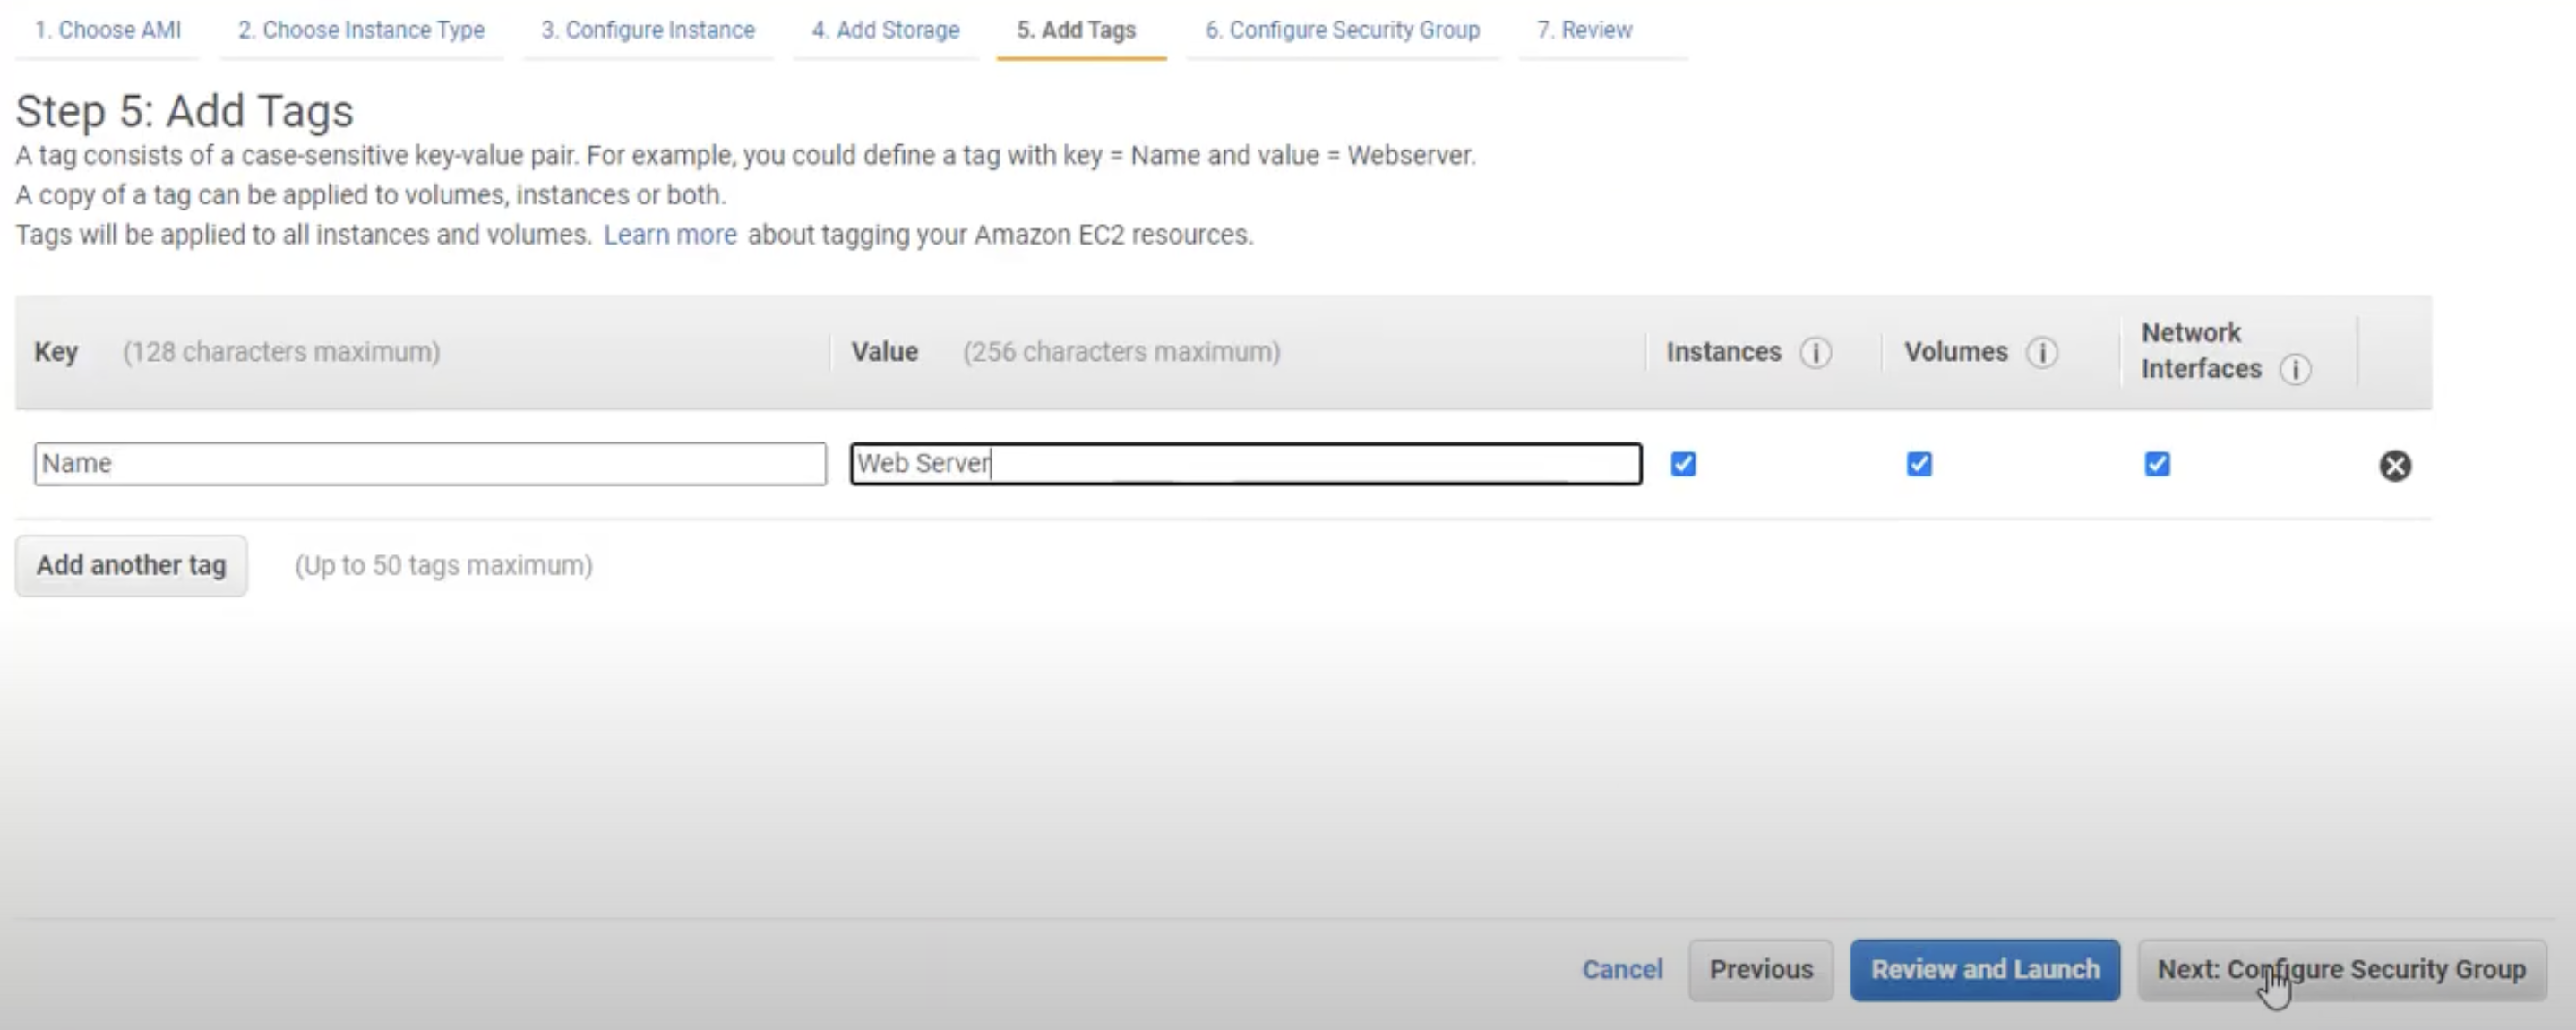 1. Choose AMI 2. Choose Instance Type 3. Configure Instance 4. Add Storage 5. Add Tags 6. Configure Security Group 7. Review
Step 5: Add Tags
A tag consists of a case-sensitive key-value pair. For example, you could define a tag with key = Name and value = Webserver.
A copy of a tag can be applied to volumes, instances or both.
Tags will be applied to all instances and volumes. Learn more about tagging your Amazon EC2 resources.
Key (128 characters maximum) Value (256 characters maximum) Instances Volumes Network Interfaces
Name Web Server
Add another tag (Up to 50 tags maximum)
Cancel Previous Review and Launch Next: Configure Security Group